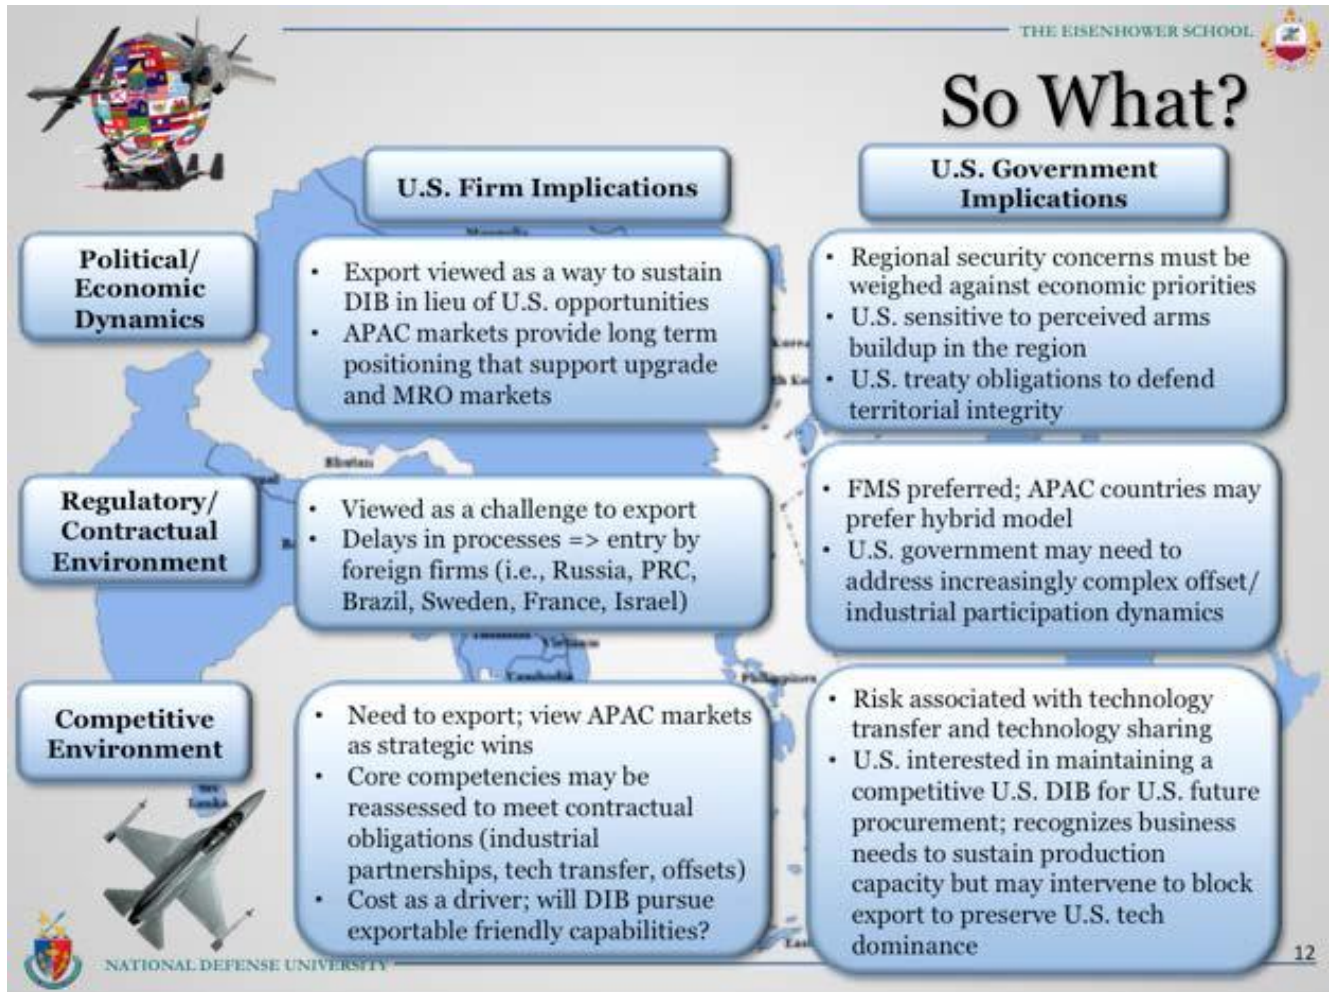 THE EISENHOWER SCHOOL
So What?
U.S. Firm Implications
U.S. Government
Implications
Political/
Economic
Dynamics
• Export viewed as a way to sustain
DIB in lieu of U.S. opportunities
• APAC markets provide long term
positioning that support upgrade
and MRO markets
• Regional security concerns must be
weighed against economic priorities
• U.S. sensitive to perceived arms
buildup in the region
• U.S. treaty obligations to defend
territorial integrity
Bhutan
Regulatory/
Contractual
Environment
• Viewed as a challenge to export
• Delays in processes => entry by
foreign firms (i.e., Russia, PRC,
Brazil, Sweden, France, Israel)
• FMS preferred; APAC countries may
prefer hybrid model
• U.S. government may need to
address increasingly complex offset/
industrial participation dynamics
Vietnam
Cambodia
Philippines
Competitive
Environment
• Need to export; view APAC markets
as strategic wins
• Core competencies may be
reassessed to meet contractual
obligations (industrial
partnerships, tech transfer, offsets)
• Cost as a driver; will DIB pursue
exportable friendly capabilities?
• Risk associated with technology
transfer and technology sharing
• U.S. interested in maintaining a
competitive U.S. DIB for U.S. future
procurement; recognizes business
needs to sustain production
capacity but may intervene to block
export to preserve U.S. tech
dominance
Lanka
NATIONAL DEFENSE UNIVERSITY
12